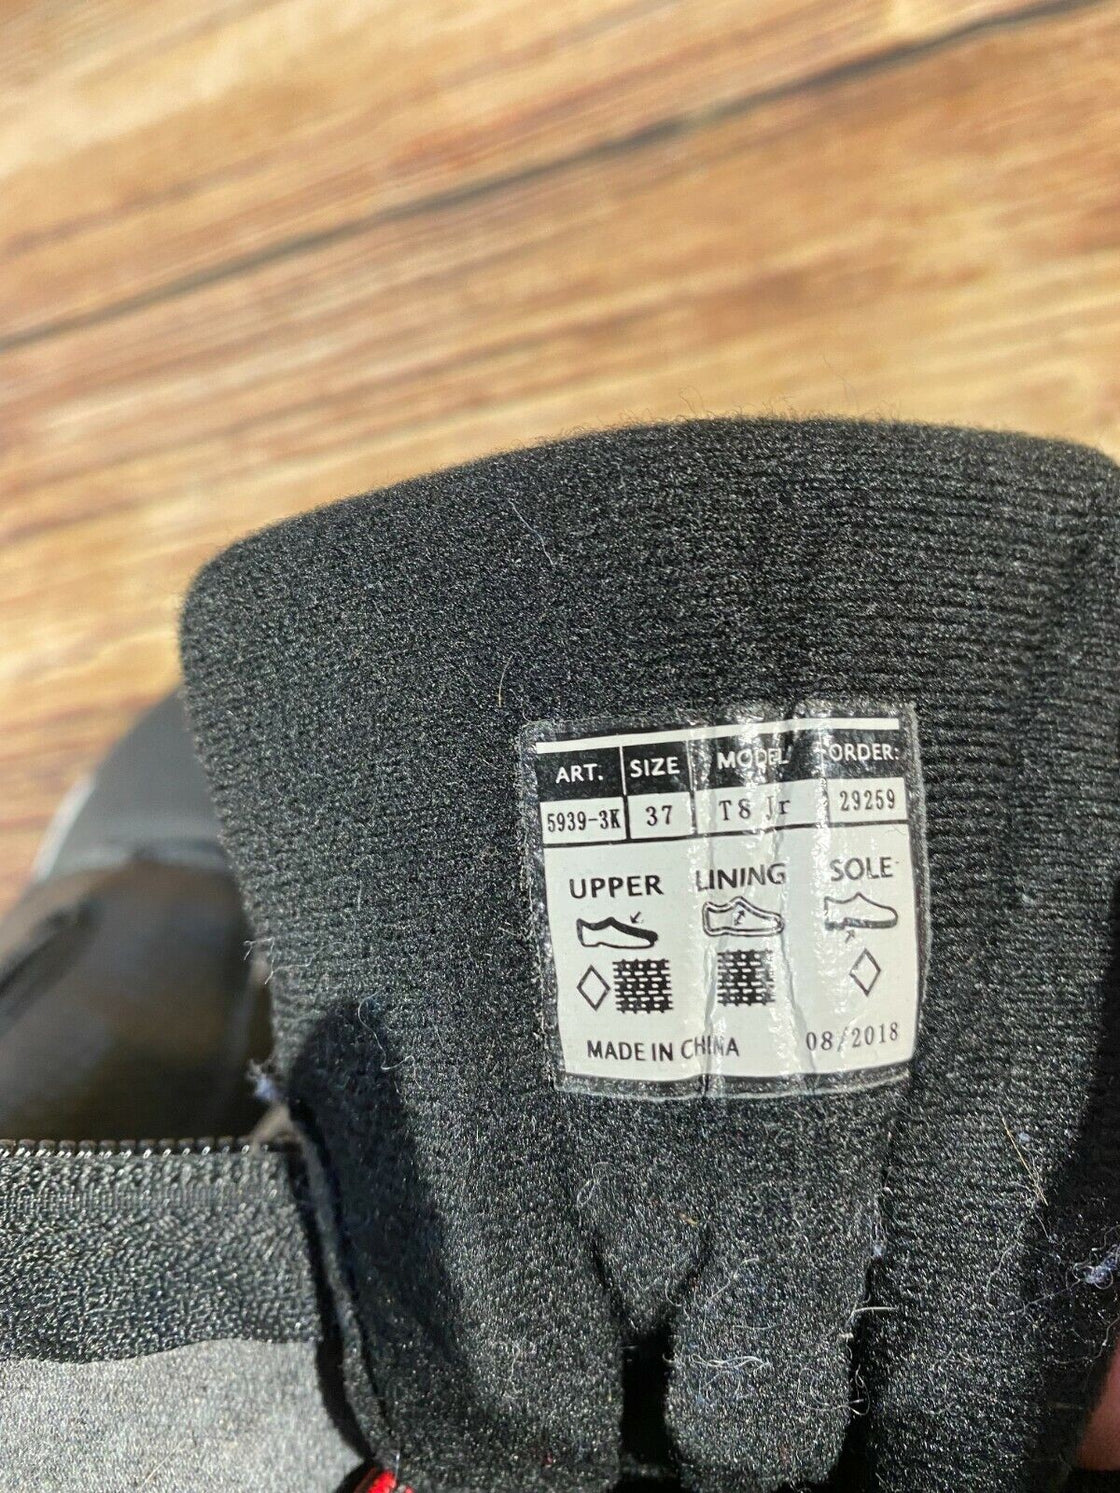 ART. SIZE MODEL ORDER:
5939-3K 37 T8 Jr 29259
UPPER LINING SOLE
MADE IN CHINA 08/2018